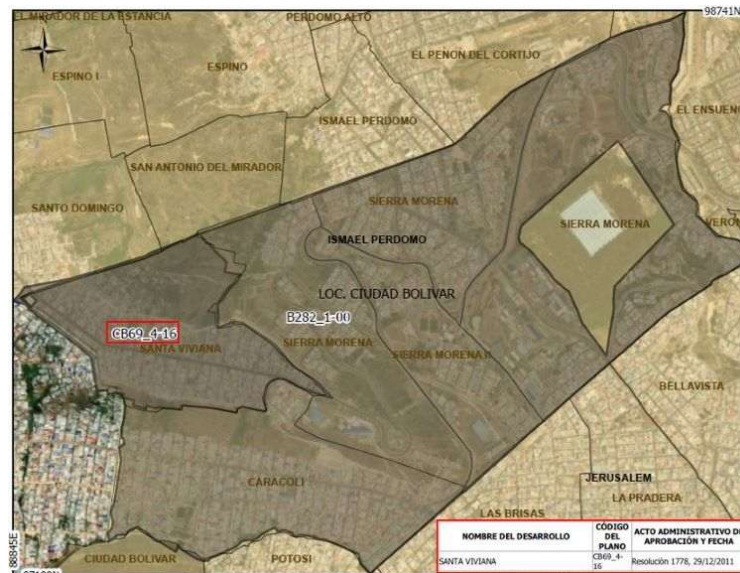 98741N
EL MIRADOR DE LA ESTANCIA
PERDOMO ALTO
EL PENON DEL CORTIJO
ESPINO I
ESPINO
EL ENSUEÑO
ISMAEL PERDOMO
SAN ANTONIO DEL MIRADOR
SANTO DOMINGO
SIERRA MORENA
SIERRA MORENA
ISMAEL PERDOMO
LOC. CIUDAD BOLIVAR
B282_1-00
CB69_4-16
SANTA VIVIANA
SIERRA MORENA
SIERRA MORENA II
BELLAVISTA
CARACOLI
JERUSALEM
LA PRADERA
LAS BRISAS
88845E
CIUDAD BOLIVAR
POTOSI
NOMBRE DEL DESARROLLO
CÓDIGO
DEL
PLANO
ACTO ADMINISTRATIVO DE
APROBACIÓN Y FECHA
SANTA VIVIANA
CB69_4-
16
Resolución 1778, 29/12/2011